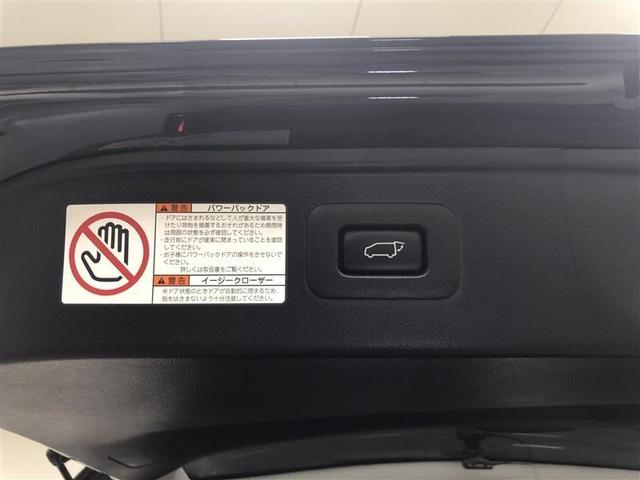 警告 パワーバックドア
・ドアにはさまれるなどして人が重大な傷害を受
けたり荷物を損傷するおそれがあるため開閉時
は周囲の状態を必ず確認してください。
・走行前にドアが確実に閉まっていることを確認
してください。
・お子様にパワーバックドアの操作をさせないで
ください。
詳しくは取扱書をご覧ください。
警告 イージークローザー
※ドア状態のときドアが自動的に閉まるため、
指をはさまないよう十分注意してください。